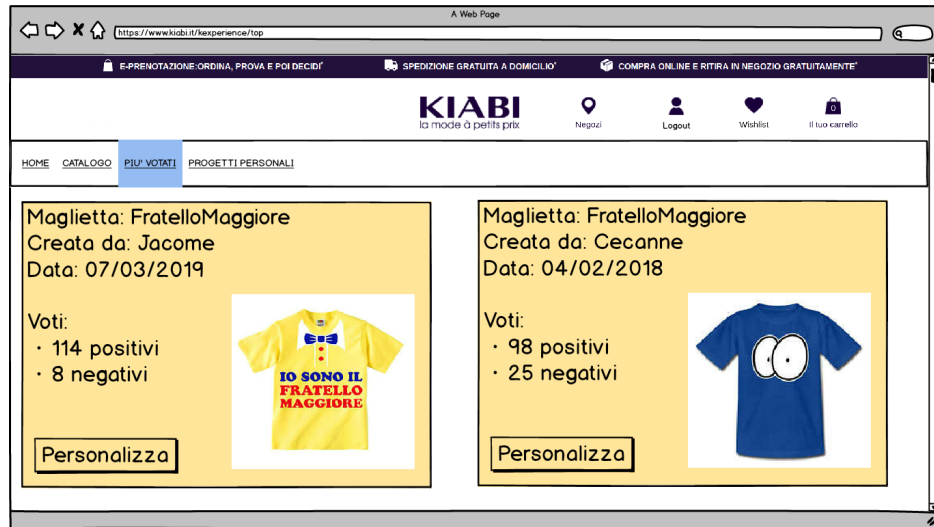 A Web Page
https://www.kiabi.it/kexperience/top
E-PRENOTAZIONE:ORDINA, PROVA E POI DECIDI*
SPEDIZIONE GRATUITA A DOMICILIO*
COMPRA ONLINE E RITIRA IN NEGOZIO GRATUITAMENTE*
KIABI
la mode à petits prix
Negozi
Logout
Wishlist
0
Il tuo carrello
HOME CATALOGO PIU' VOTATI PROGETTI PERSONALI
Maglietta: FratelloMaggiore
Creata da: Jacome
Data: 07/03/2019
Voti:
• 114 positivi
• 8 negativi
IO SONO IL
FRATELLO
MAGGIORE
Personalizza
Maglietta: FratelloMaggiore
Creata da: Cecanne
Data: 04/02/2018
Voti:
• 98 positivi
• 25 negativi
Personalizza